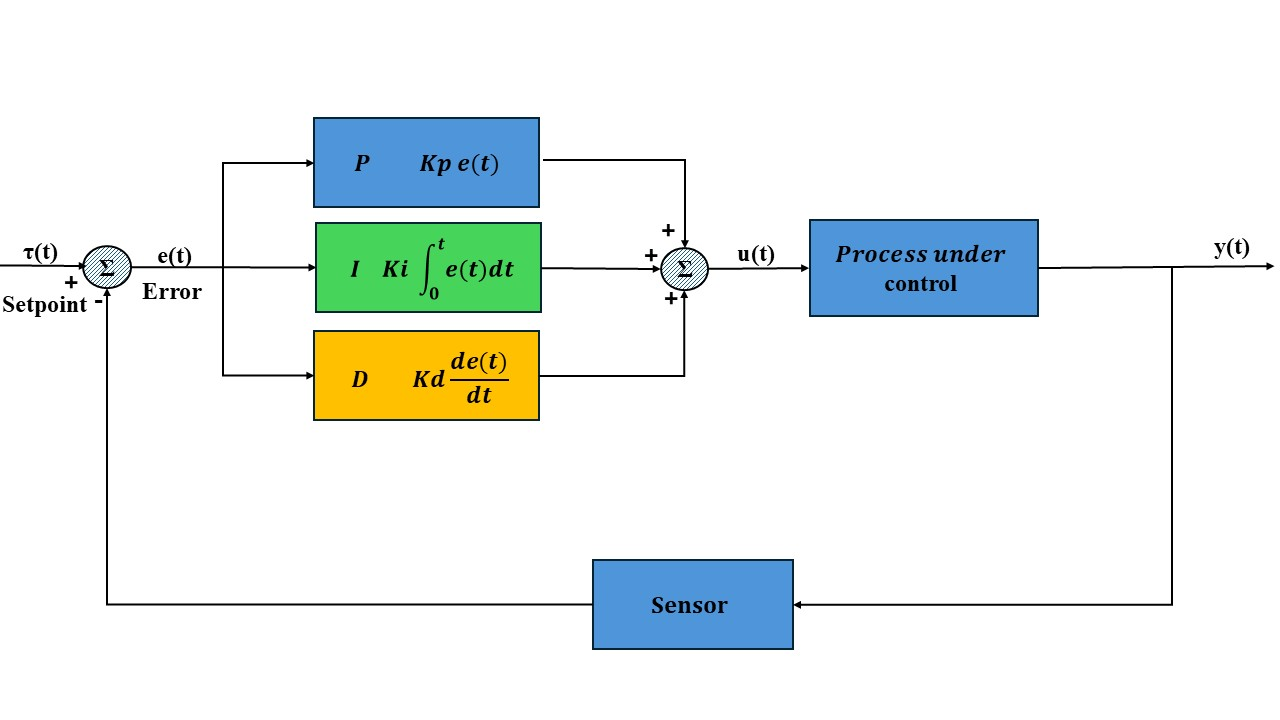 P Kp e(t)
τ(t)
+
Setpoint
-
Σ
e(t)
Error
I Ki ∫₀ᵗ e(t)dt
D Kd de(t)/dt
+
+
+
Σ
u(t)
Process under
control
y(t)
Sensor